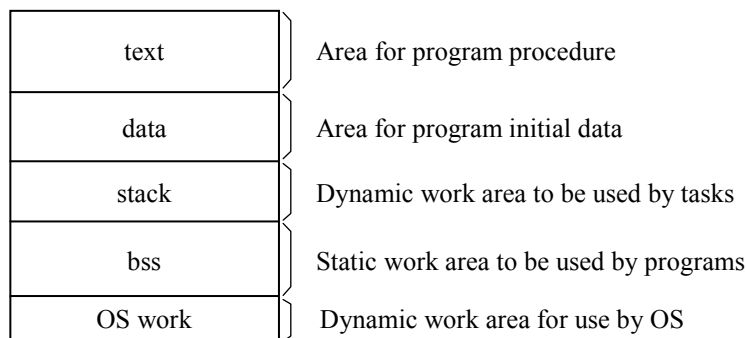 text Area for program procedure
data Area for program initial data
stack Dynamic work area to be used by tasks
bss Static work area to be used by programs
OS work Dynamic work area for use by OS